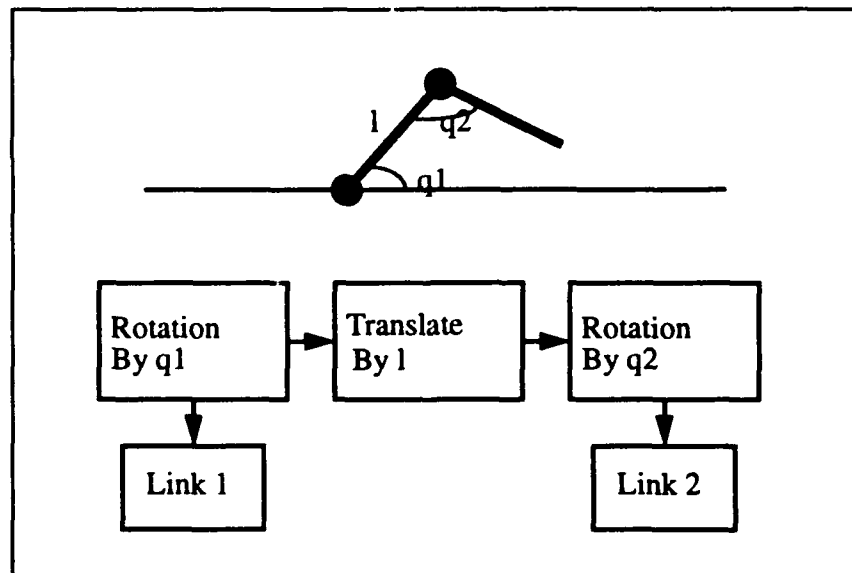 l
q2
q1
Rotation
By q1
Translate
By l
Rotation
By q2
Link 1
Link 2